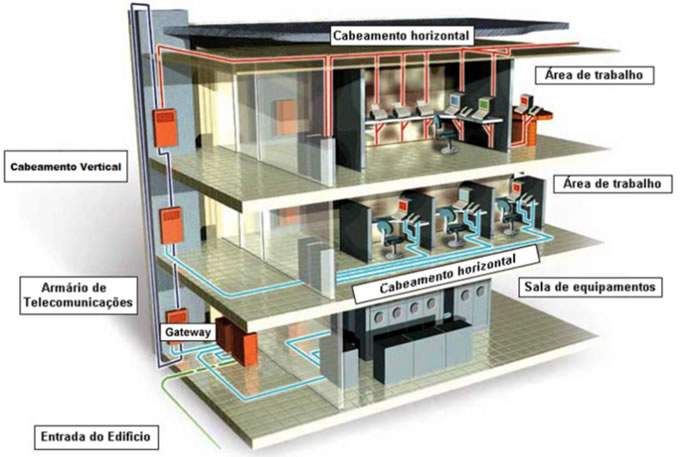 Cabeamento horizontal
Área de trabalho
Cabeamento Vertical
Área de trabalho
Cabeamento horizontal
Armário de
Telecomunicações
Sala de equipamentos
Gateway
Entrada do Edificio